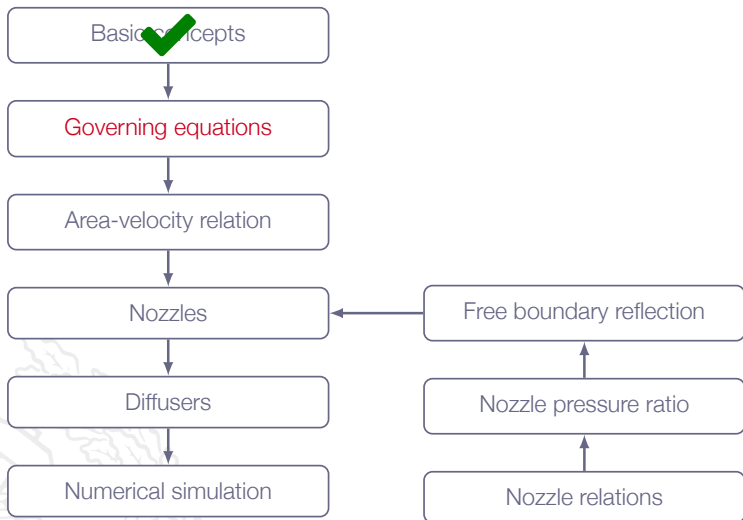 Basic concepts
Governing equations
Area-velocity relation
Nozzles
Diffusers
Numerical simulation
Free boundary reflection
Nozzle pressure ratio
Nozzle relations